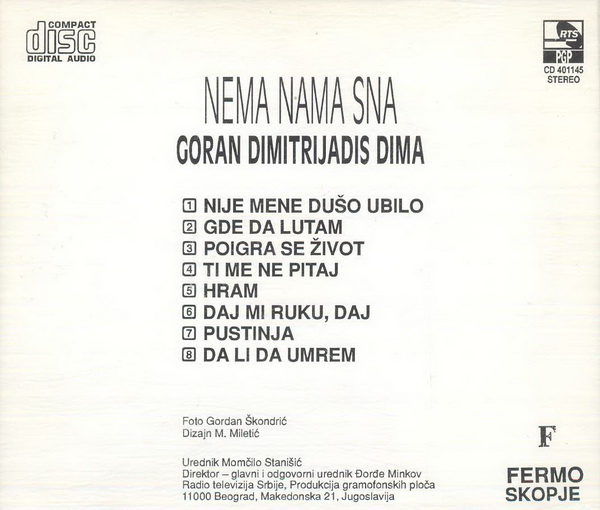 COMPACT
disc
DIGITAL AUDIO
RTS
PGP
CD 401145
STEREO
NEMA NAMA SNA
GORAN DIMITRIJADIS DIMA
1 NIJE MENE DUŠO UBILO
2 GDE DA LUTAM
3 POIGRA SE ŽIVOT
4 TI ME NE PITAJ
5 HRAM
6 DAJ MI RUKU, DAJ
7 PUSTINJA
8 DA LI DA UMREM
Foto Gordan Škondrić
Dizajn M. Miletić
Urednik Momčilo Stanišić
Direktor – glavni i odgovorni urednik Đorđe Minkov
Radio televizija Srbije, Produkcija gramofonskih ploča
11000 Beograd, Makedonska 21, Jugoslavija
F
FERMO
SKOPJE